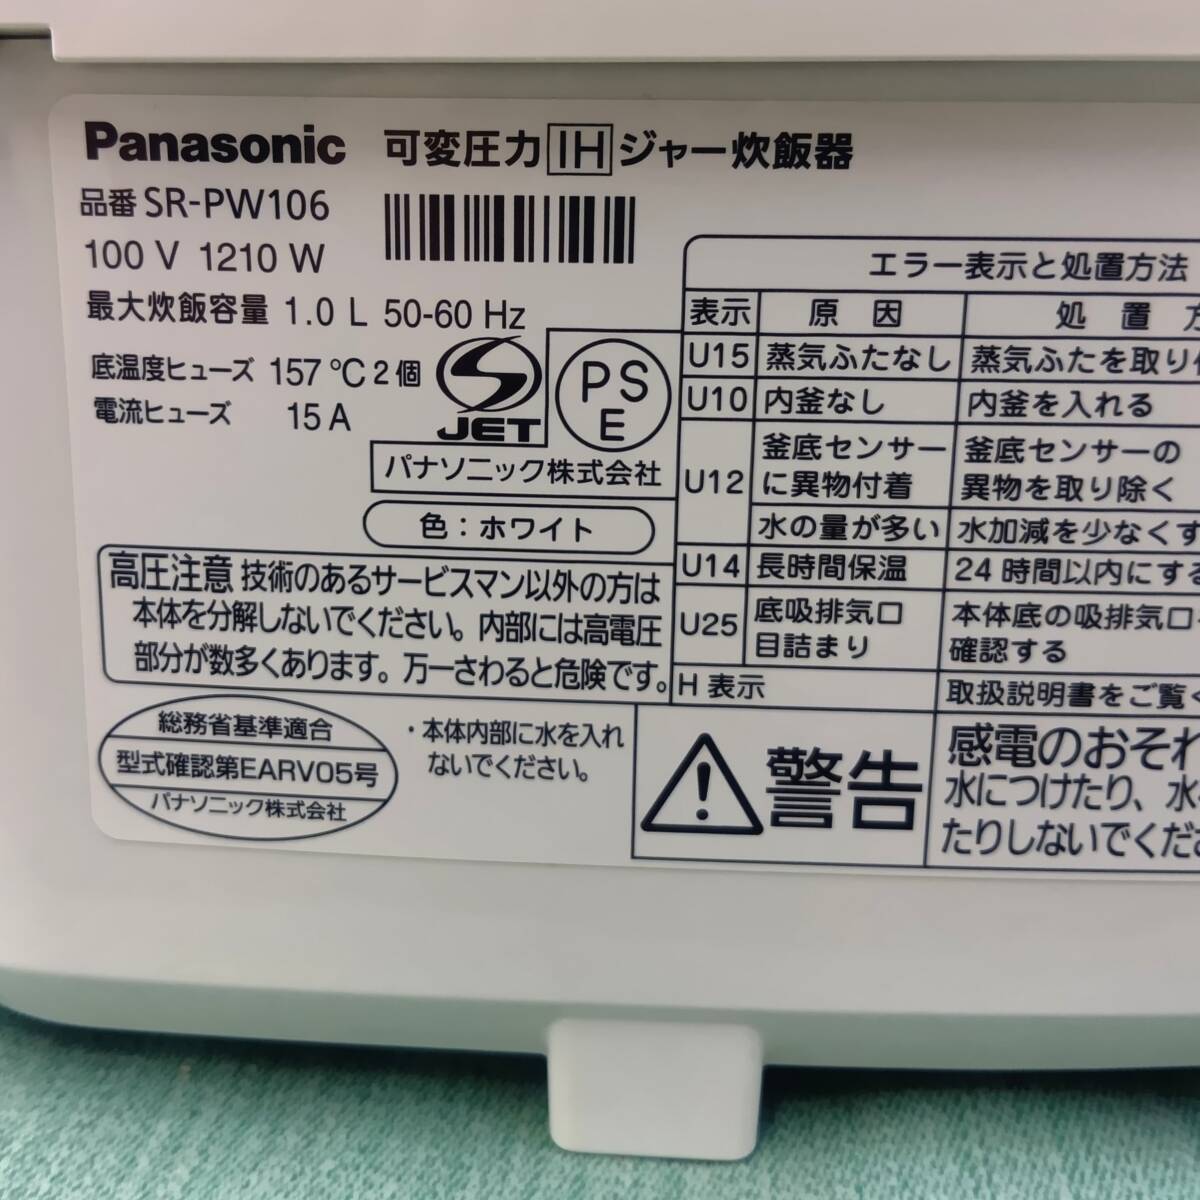 Panasonic 可変圧力IHジャー炊飯器
品番 SR-PW106
100 V 1210 W
最大炊飯容量 1.0 L 50-60 Hz
底温度ヒューズ 157 ℃ 2個
電流ヒューズ 15 A
JET
PS
E
パナソニック株式会社
色：ホワイト
高圧注意 技術のあるサービスマン以外の方は
本体を分解しないでください。内部には高電圧
部分が数多くあります。万一さわると危険です。
総務省基準適合
型式確認第EARV05号
パナソニック株式会社
・本体内部に水を入れ
ないでください。
エラー表示と処置方法
表示 原因 処置
U15 蒸気ふたなし 蒸気ふたを取り
U10 内釜なし 内釜を入れる
U12 釜底センサー
に異物付着 釜底センサーの
異物を取り除く
水の量が多い 水加減を少なくす
U14 長時間保温 24 時間以内にする
U25 底吸排気口
目詰まり 本体底の吸排気口
確認する
H 表示 取扱説明書をご覧
警告
感電のおそれ
水につけたり、水
たりしないでくだ